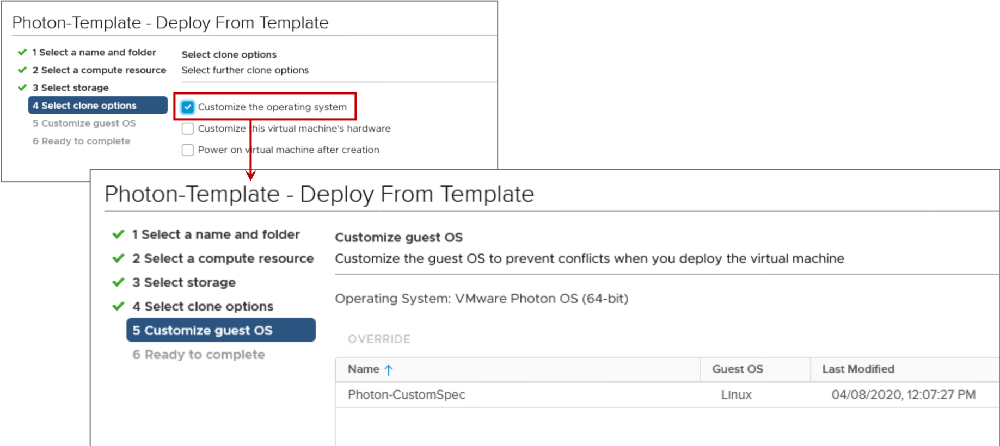 Photon-Template - Deploy From Template
1 Select a name and folder
2 Select a compute resource
3 Select storage
4 Select clone options
5 Customize guest OS
6 Ready to complete
Select clone options
Select further clone options
Customize the operating system
Customize this virtual machine's hardware
Power on virtual machine after creation
Photon-Template - Deploy From Template
1 Select a name and folder
2 Select a compute resource
3 Select storage
4 Select clone options
5 Customize guest OS
6 Ready to complete
Customize guest OS
Customize the guest OS to prevent conflicts when you deploy the virtual machine
Operating System: VMware Photon OS (64-bit)
OVERRIDE
Name Guest OS Last Modified
Photon-CustomSpec Linux 04/08/2020, 12:07:27 PM